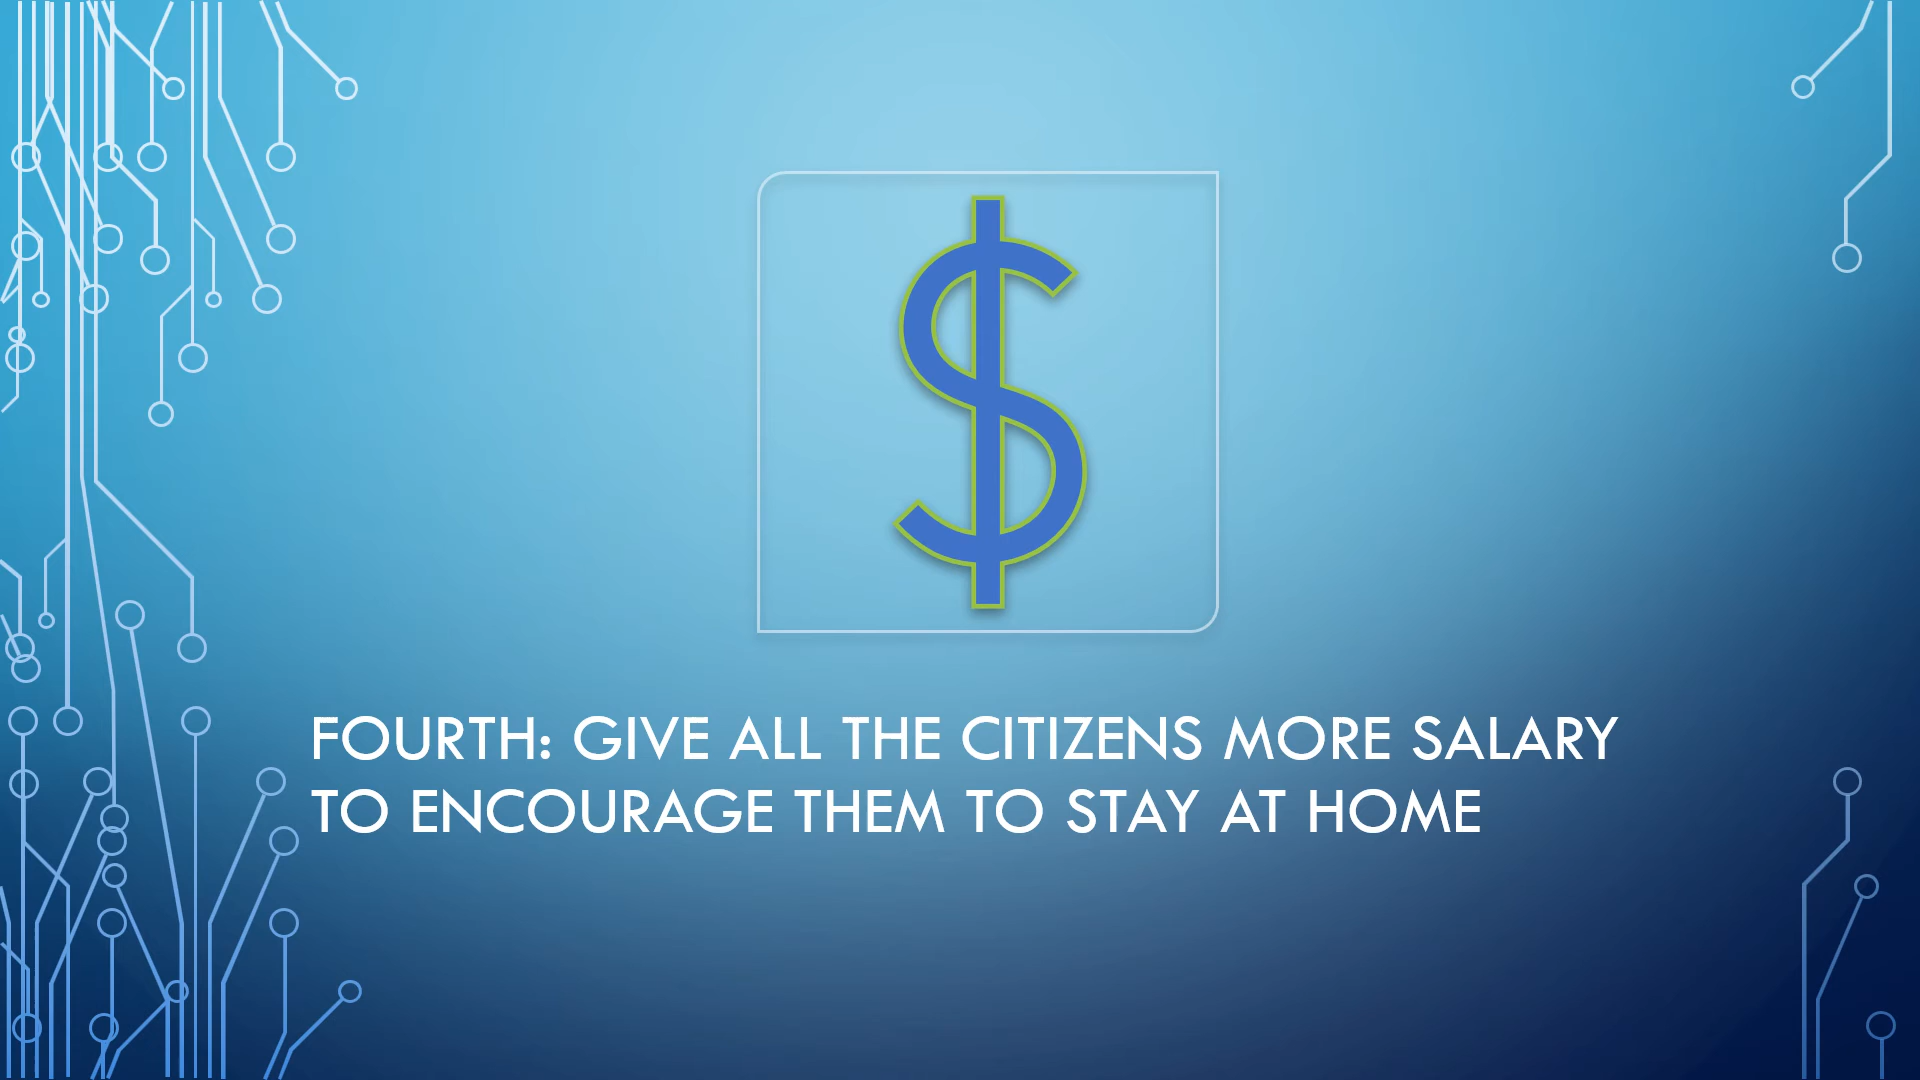 $
FOURTH: GIVE ALL THE CITIZENS MORE SALARY
TO ENCOURAGE THEM TO STAY AT HOME